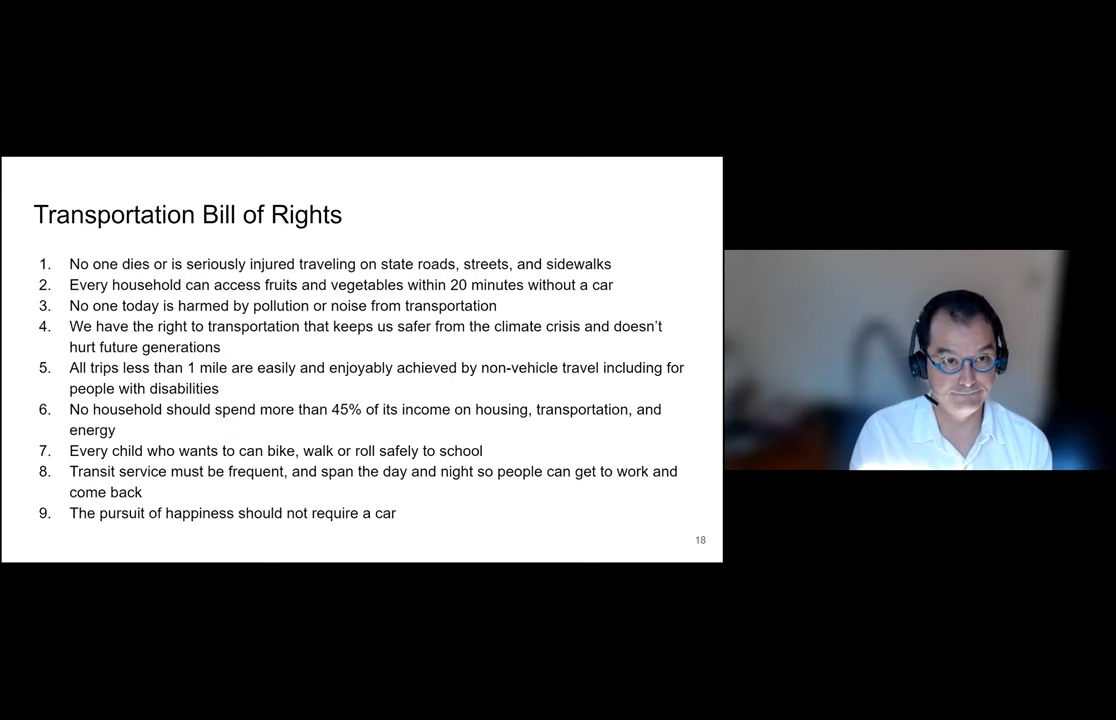 Transportation Bill of Rights
1. No one dies or is seriously injured traveling on state roads, streets, and sidewalks
2. Every household can access fruits and vegetables within 20 minutes without a car
3. No one today is harmed by pollution or noise from transportation
4. We have the right to transportation that keeps us safer from the climate crisis and doesn't
hurt future generations
5. All trips less than 1 mile are easily and enjoyably achieved by non-vehicle travel including for
people with disabilities
6. No household should spend more than 45% of its income on housing, transportation, and
energy
7. Every child who wants to can bike, walk or roll safely to school
8. Transit service must be frequent, and span the day and night so people can get to work and
come back
9. The pursuit of happiness should not require a car
18